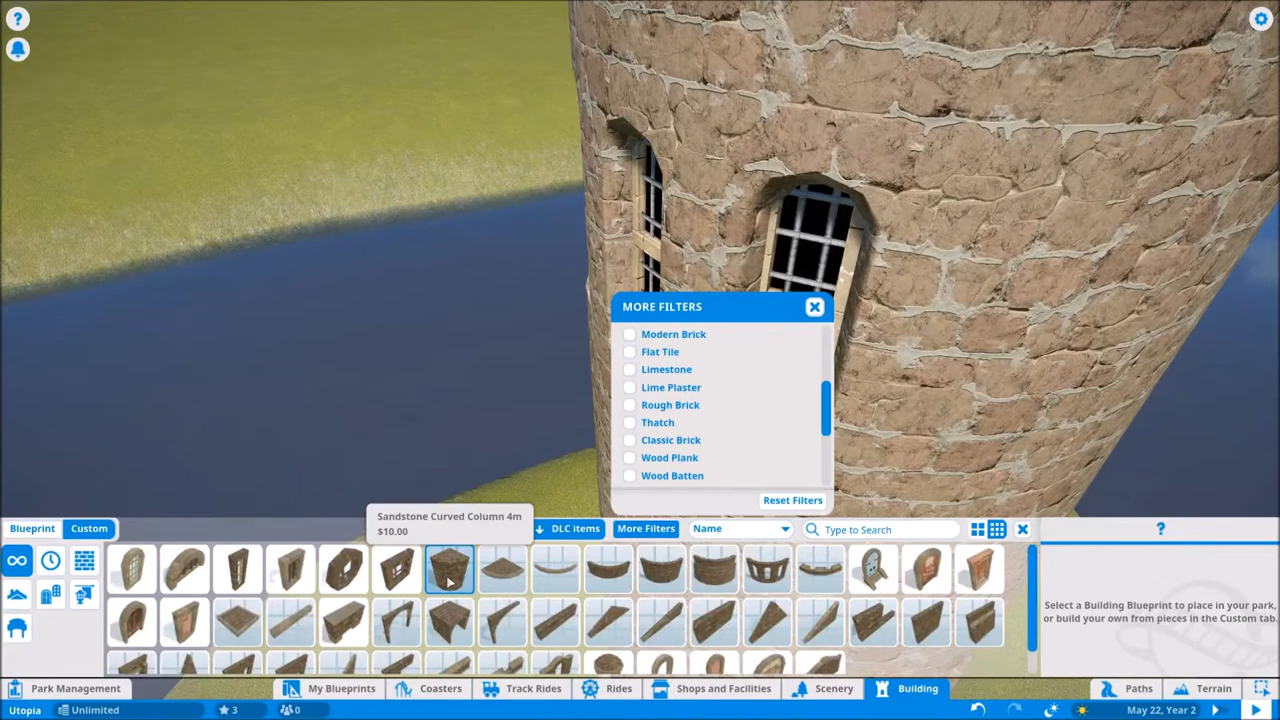 ?
MORE FILTERS
Modern Brick
Flat Tile
Limestone
Lime Plaster
Rough Brick
Thatch
Classic Brick
Wood Plank
Wood Batten
Reset Filters
Sandstone Curved Column 4m
$10.00
Blueprint
Custom
DLC items
More Filters
Name
Type to Search
?
Select a Building Blueprint to place in your park,
or build your own from pieces in the Custom tab.
Park Management
My Blueprints
Coasters
Track Rides
Rides
Shops and Facilities
Scenery
Building
Paths
Terrain
Utopia
Unlimited
3
0
May 22, Year 2